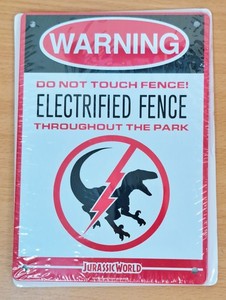 WARNING
DO NOT TOUCH FENCE!
ELECTRIFIED FENCE
THROUGHOUT THE PARK
JURASSIC WORLD